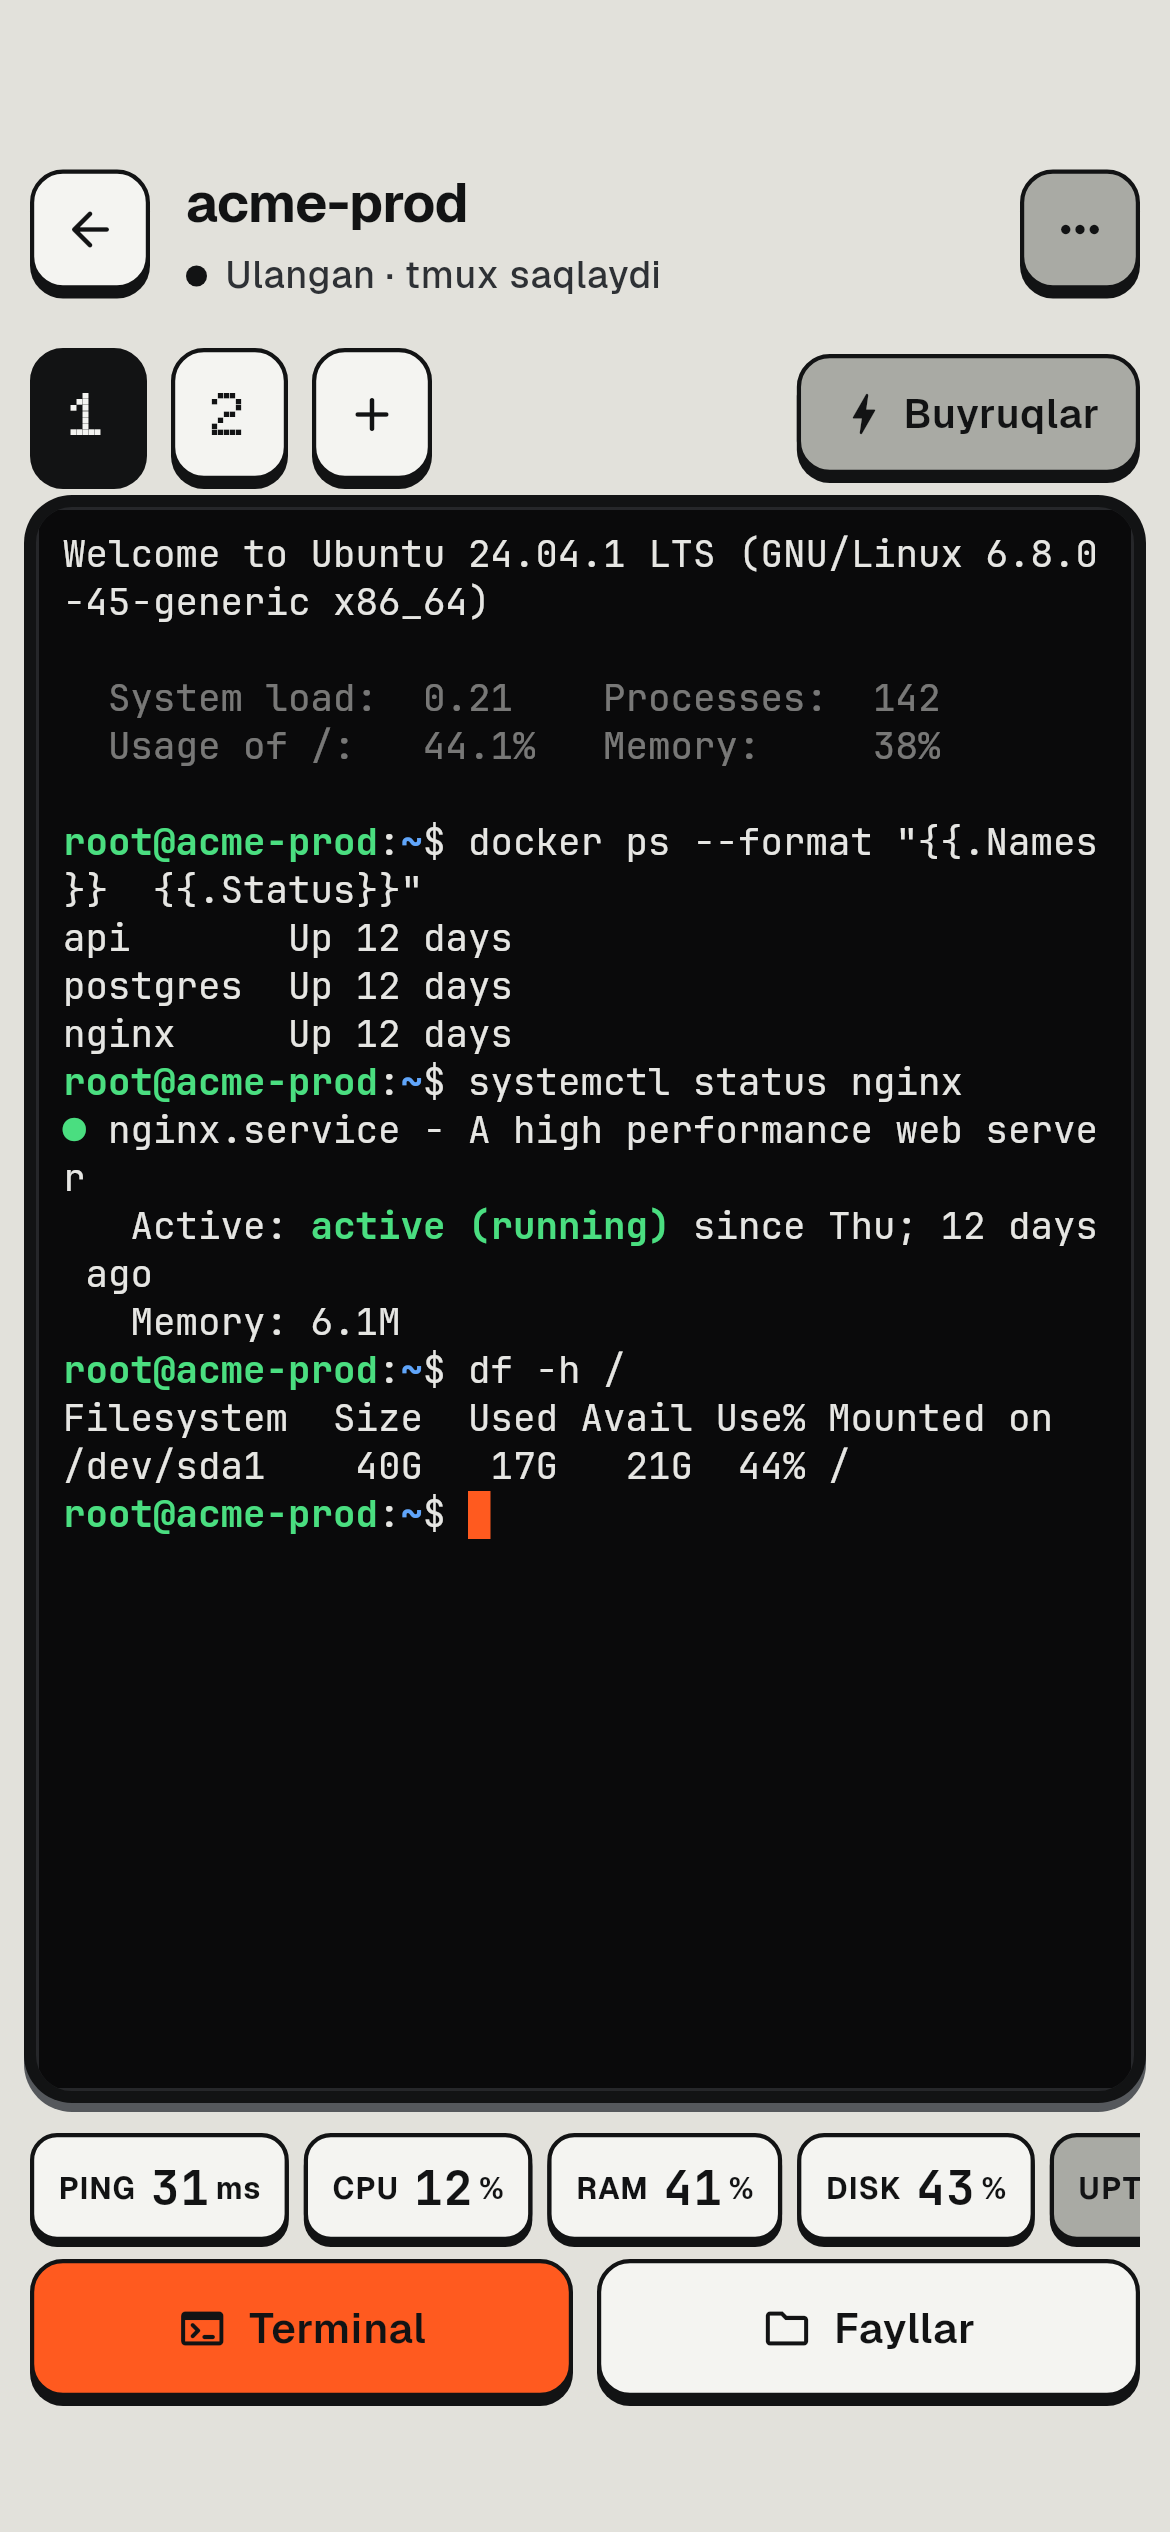 acme-prod
Ulangan · tmux saqlaydi
1 2 + Buyruqlar
Welcome to Ubuntu 24.04.1 LTS (GNU/Linux 6.8.0
-45-generic x86_64)
  System load:  0.21    Processes:  142
  Usage of /:   44.1%   Memory:     38%
root@acme-prod:~$ docker ps --format "{{.Names
}}  {{.Status}}"
api       Up 12 days
postgres  Up 12 days
nginx     Up 12 days
root@acme-prod:~$ systemctl status nginx
● nginx.service - A high performance web serve
r
   Active: active (running) since Thu; 12 days
 ago
   Memory: 6.1M
root@acme-prod:~$ df -h /
Filesystem  Size  Used Avail Use% Mounted on
/dev/sda1    40G   17G   21G  44% /
root@acme-prod:~$
PING 31 ms CPU 12 % RAM 41 % DISK 43 % UPT
Terminal Fayllar